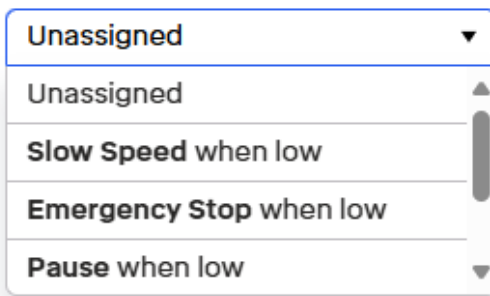 Unassigned
Unassigned
Slow Speed when low
Emergency Stop when low
Pause when low